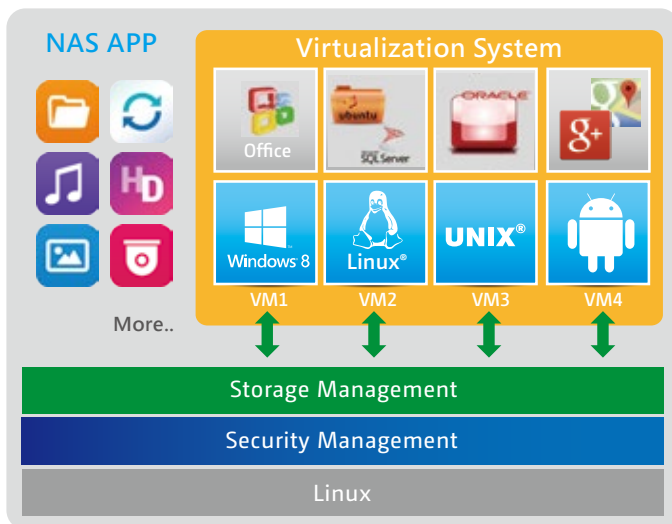 NAS APP
HD
More..
Virtualization System
Office
ubuntu
SQL Server
ORACLE
g+
Windows 8
Linux®
UNIX®
VM1
VM2
VM3
VM4
Storage Management
Security Management
Linux